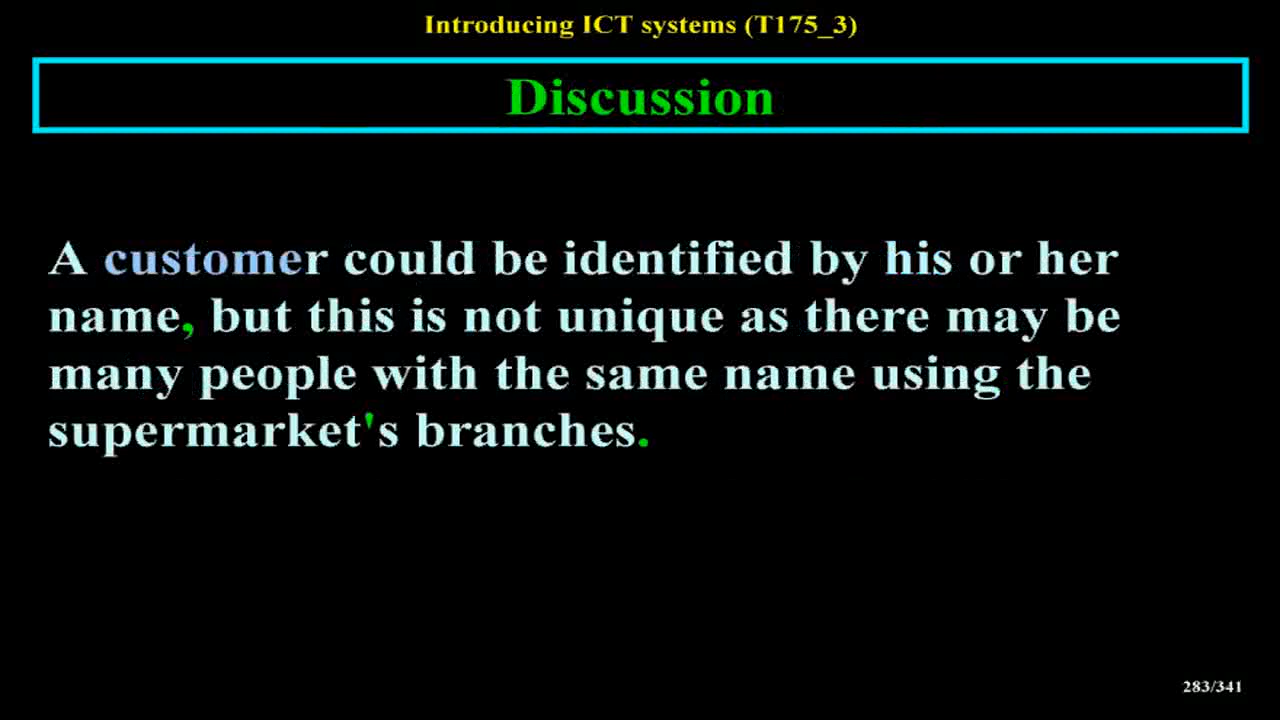 Introducing ICT systems (T175_3)
Discussion
A customer could be identified by his or her
name, but this is not unique as there may be
many people with the same name using the
supermarket's branches.
283/341